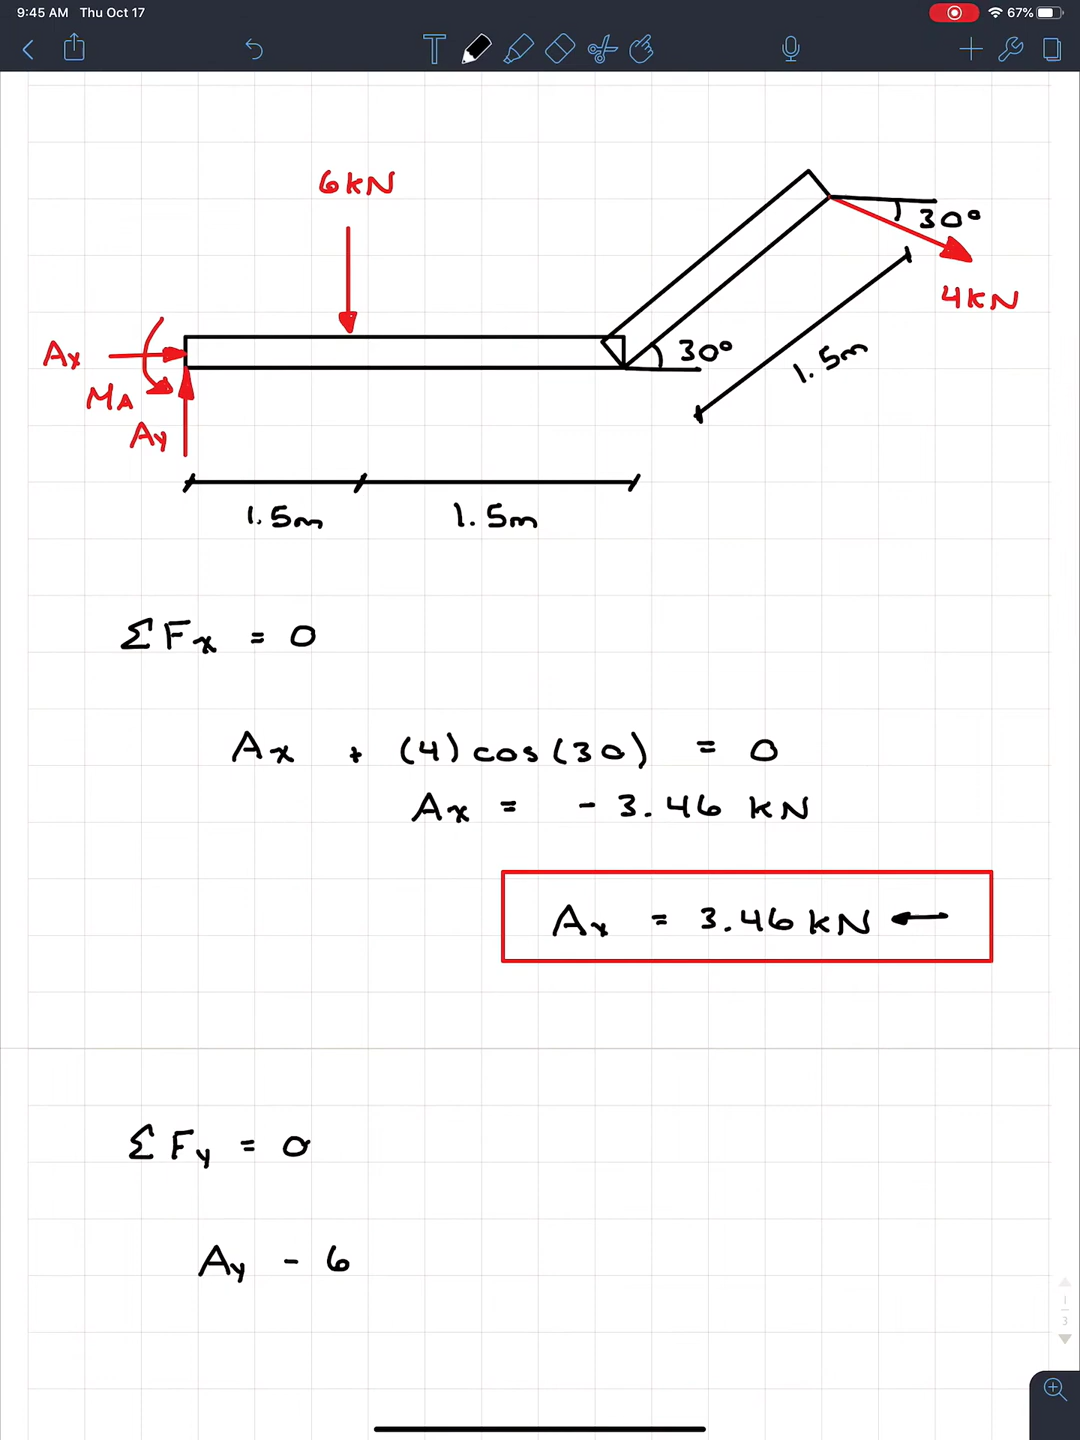 9:45 AM Thu Oct 17
67%
T
6KN
30°
4KN
Ax
30°
1.5m
MA
Ay
1.5m 1.5m
ΣFx = 0
Ax + (4)cos(30) = 0
Ax = - 3.46 KN
Ax = 3.46 KN ←
ΣFy = 0
Ay - 6
1
3